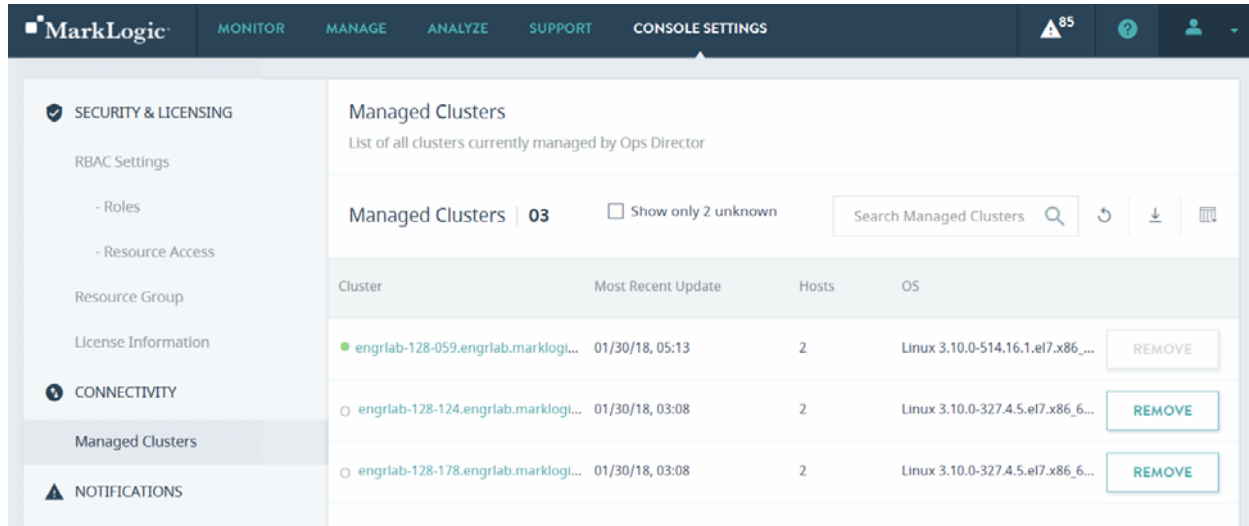 MarkLogic MONITOR MANAGE ANALYZE SUPPORT CONSOLE SETTINGS 85 ?
SECURITY & LICENSING
RBAC Settings
- Roles
- Resource Access
Resource Group
License Information
CONNECTIVITY
Managed Clusters
NOTIFICATIONS
Managed Clusters
List of all clusters currently managed by Ops Director
Managed Clusters | 03 Show only 2 unknown Search Managed Clusters
Cluster Most Recent Update Hosts OS
engrlab-128-059.engrlab.marklogi... 01/30/18, 05:13 2 Linux 3.10.0-514.16.1.el7.x86_... REMOVE
engrlab-128-124.engrlab.marklogi... 01/30/18, 03:08 2 Linux 3.10.0-327.4.5.el7.x86_6... REMOVE
engrlab-128-178.engrlab.marklogi... 01/30/18, 03:08 2 Linux 3.10.0-327.4.5.el7.x86_6... REMOVE